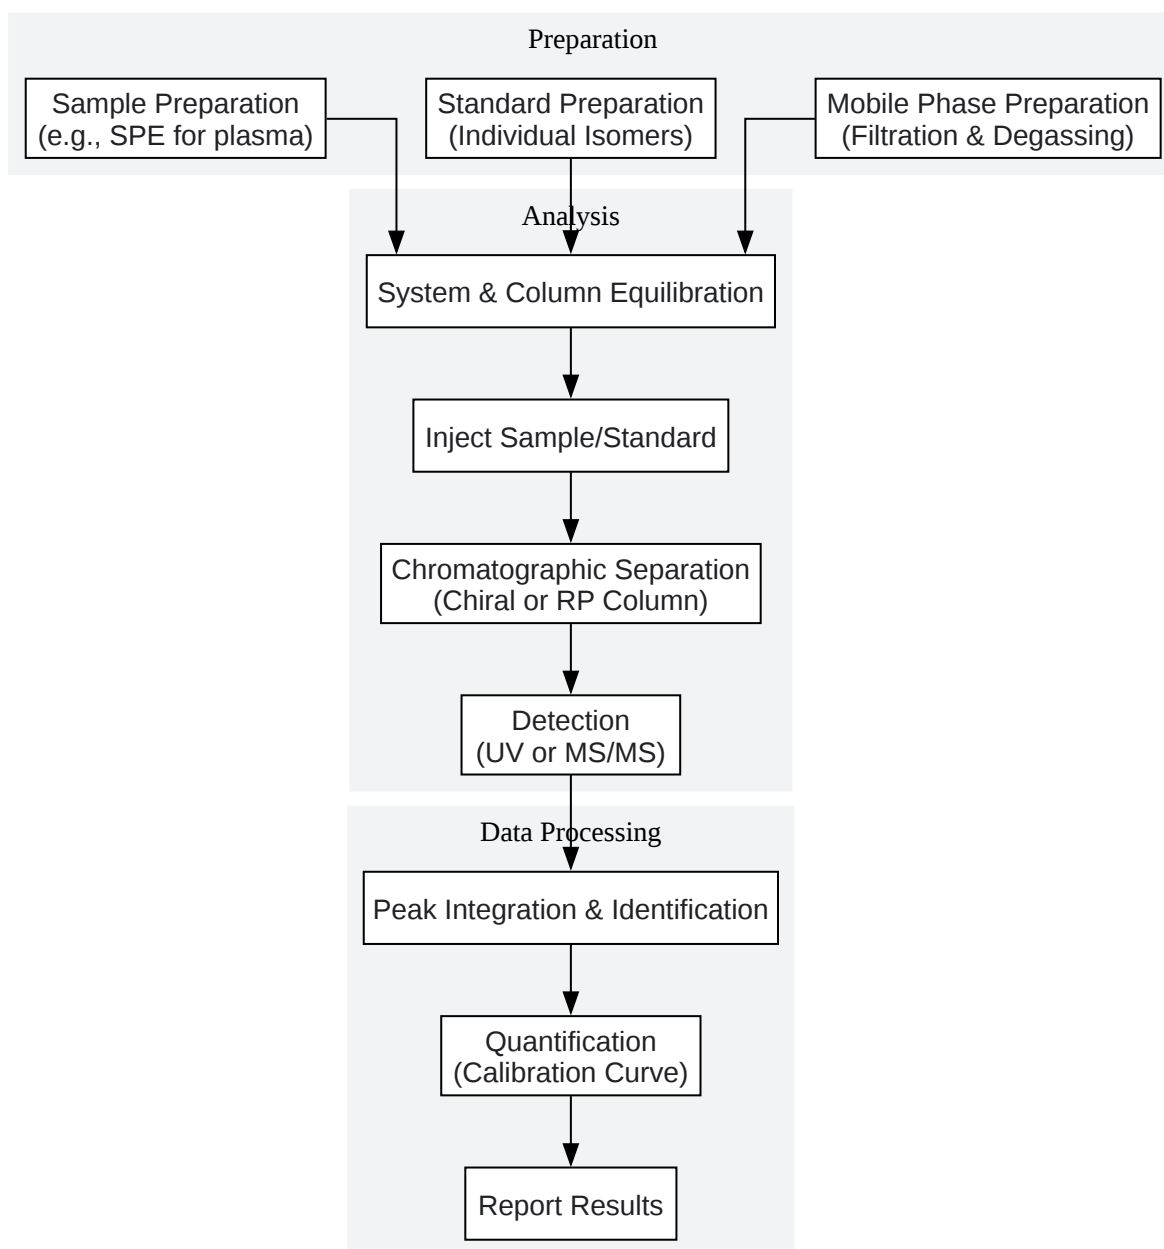 Preparation
Sample Preparation
(e.g., SPE for plasma)
Standard Preparation
(Individual Isomers)
Mobile Phase Preparation
(Filtration & Degassing)
Analysis
System & Column Equilibration
Inject Sample/Standard
Chromatographic Separation
(Chiral or RP Column)
Detection
(UV or MS/MS)
Data Processing
Peak Integration & Identification
Quantification
(Calibration Curve)
Report Results